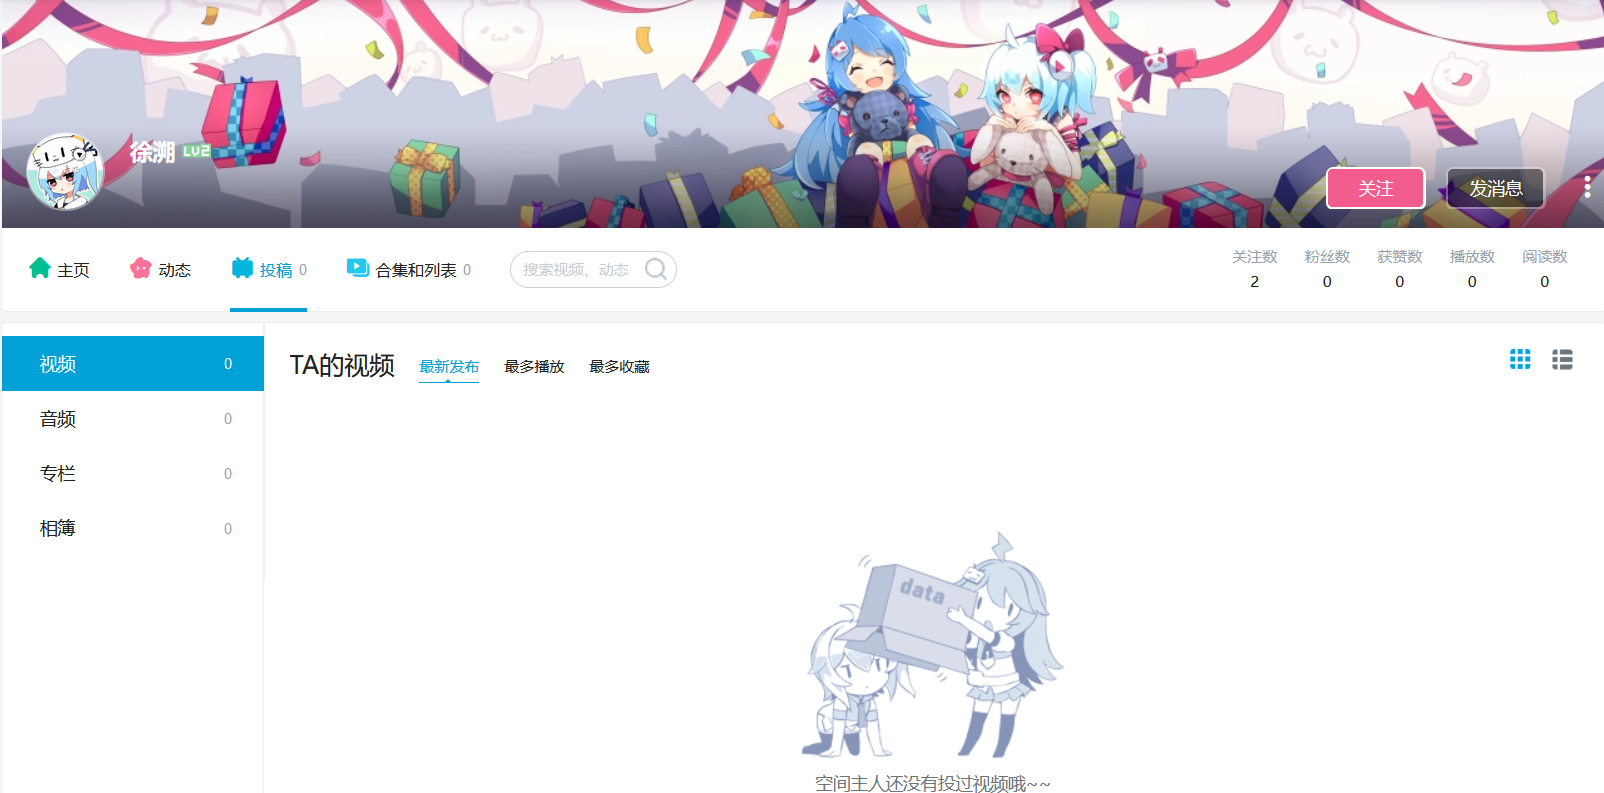 徐溯 LV2
关注 发消息
主页 动态 投稿 0 合集和列表 0 搜索视频、动态
关注数 粉丝数 获赞数 播放数 阅读数
2 0 0 0 0
视频 0
音频 0
专栏 0
相簿 0
TA的视频 最新发布 最多播放 最多收藏
data
空间主人还没有投过视频哦~~